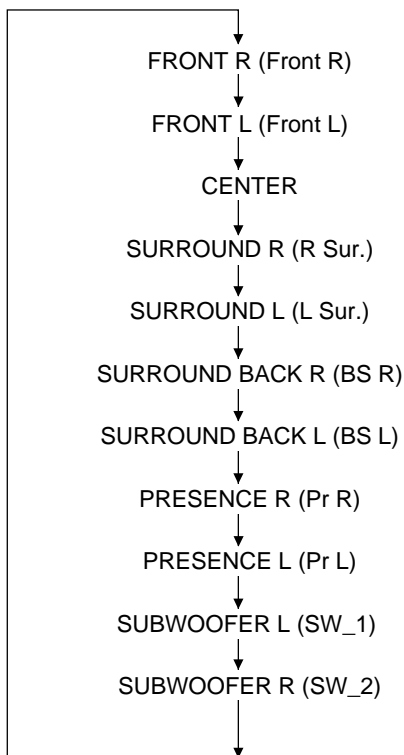 FRONT R (Front R)
FRONT L (Front L)
CENTER
SURROUND R (R Sur.)
SURROUND L (L Sur.)
SURROUND BACK R (BS R)
SURROUND BACK L (BS L)
PRESENCE R (Pr R)
PRESENCE L (Pr L)
SUBWOOFER L (SW_1)
SUBWOOFER R (SW_2)